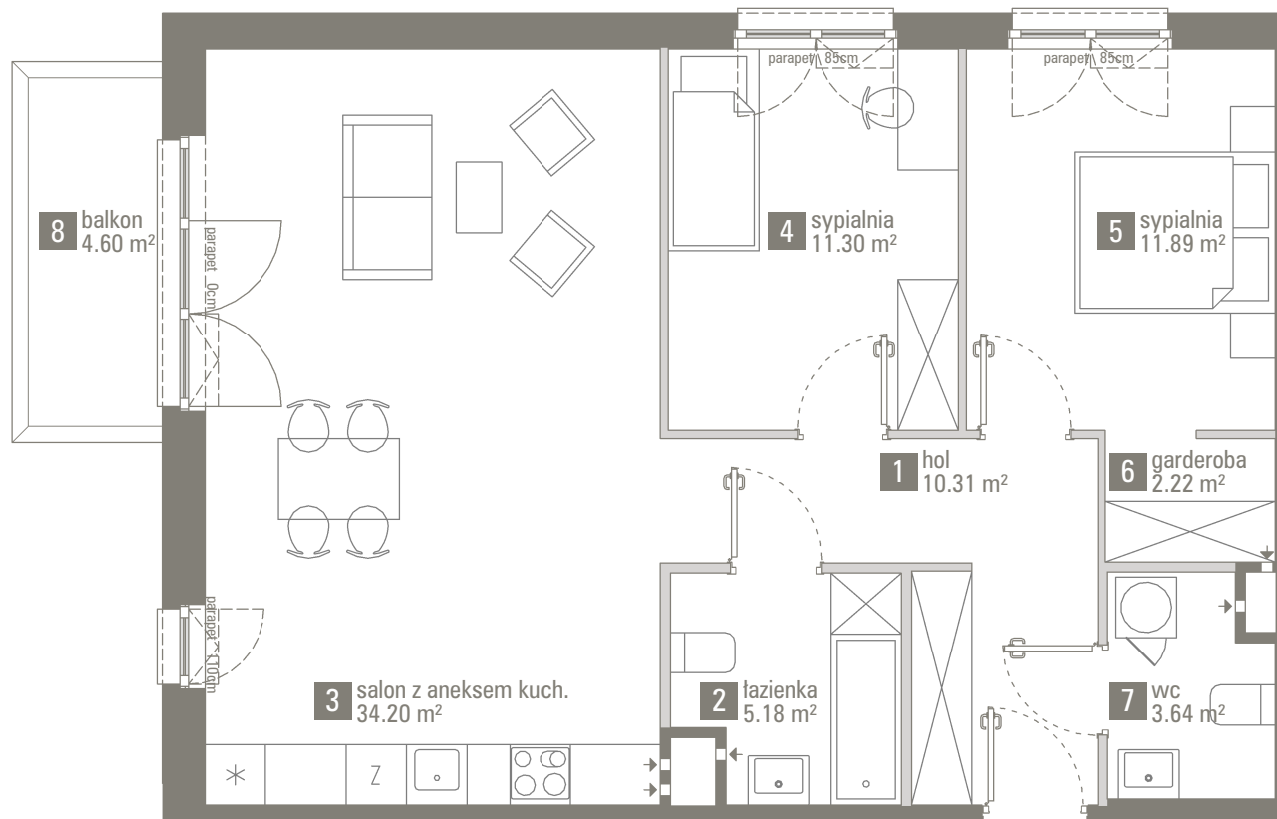 parapet 85cm
parapet 85cm
8 balkon
4.60 m²
parapet 0cm
4 sypialnia
11.30 m²
5 sypialnia
11.89 m²
1 hol
10.31 m²
6 garderoba
2.22 m²
parapet 110cm
3 salon z aneksem kuch.
34.20 m²
2 łazienka
5.18 m²
7 wc
3.64 m²
Z